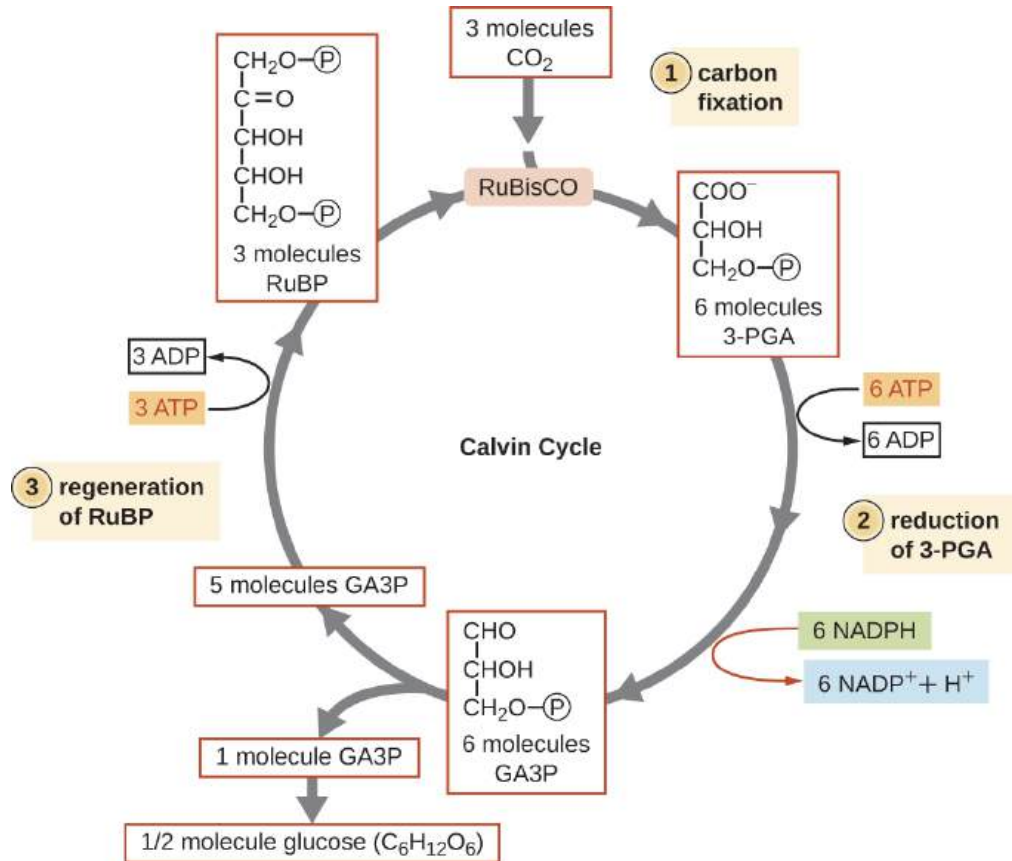 3 molecules
CO₂
1 carbon
fixation
CH₂O–P
C=O
CHOH
CHOH
CH₂O–P
3 molecules
RuBP
RuBisCO
COO⁻
CHOH
CH₂O–P
6 molecules
3-PGA
3 ADP
3 ATP
6 ATP
6 ADP
Calvin Cycle
3 regeneration
of RuBP
2 reduction
of 3-PGA
5 molecules GA3P
CHO
CHOH
CH₂O–P
6 molecules
GA3P
6 NADPH
6 NADP⁺ + H⁺
1 molecule GA3P
1/2 molecule glucose (C₆H₁₂O₆)